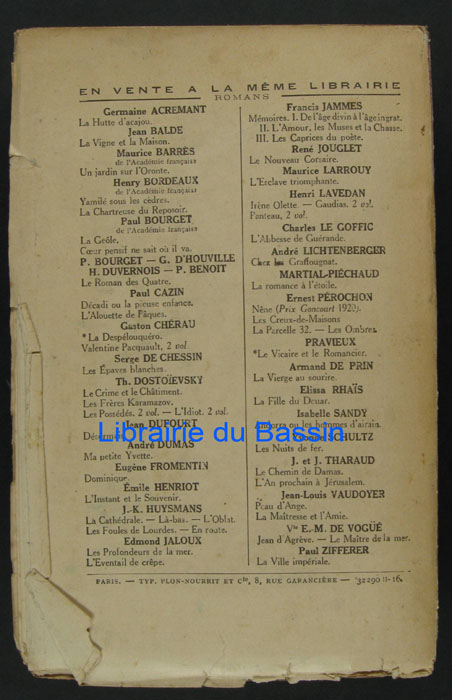 EN VENTE A LA MÊME LIBRAIRIE
ROMANS
Germaine ACREMANT
La Hutte d'acajou.
Jean BALDE
La Vigne et la Maison.
Maurice BARRÈS
de l'Académie française
Un jardin sur l'Oronte.
Henry BORDEAUX
de l'Académie française
Yamilé sous les cèdres.
La Chartreuse du Reposoir.
Paul BOURGET
de l'Académie française
La Geôle.
Cœur pensif ne sait où il va.
P. BOURGET — G. D'HOUVILLE
H. DUVERNOIS — P. BENOIT
Le Roman des Quatre.
Paul CAZIN
Décadi ou la pieuse enfance.
L'Alouette de Pâques.
Gaston CHÉRAU
*La Despélouquéro.
Valentine Pacquault, 2 vol.
Serge DE CHESSIN
Les Épaves blanches.
Th. DOSTOÏEVSKY
Le Crime et le Châtiment.
Les Frères Karamazov.
Les Possédés. 2 vol. — L'Idiot. 2 vol.
Jean DUFOURT
André DUMAS
Ma petite Yvette.
Eugène FROMENTIN
Dominique.
Émile HENRIOT
L'Instant et le Souvenir.
J.-K. HUYSMANS
La Cathédrale. — Là-bas. — L'Oblat.
Les Foules de Lourdes. — En route.
Edmond JALOUX
Les Profondeurs de la mer.
L'Éventail de crêpe.
Francis JAMMES
Mémoires. I. De l'âge divin à l'âge ingrat.
II. L'Amour, les Muses et la Chasse.
III. Les Caprices du poète.
René JOUGLET
Le Nouveau Corsaire.
Maurice LARROUY
L'Esclave triomphante.
Henri LAVEDAN
Irène Olette. — Gaudias. 2 vol.
Panteau, 2 vol.
Charles LE GOFFIC
L'Abbesse de Guérande.
André LICHTENBERGER
Chez les Graffougnat.
MARTIAL-PIÉCHAUD
La romance à l'étoile.
Ernest PÉROCHON
Nêne (Prix Goncourt 1920).
Les Creux-de-Maisons
La Parcelle 32. — Les Ombres.
PRAVIEUX
*Le Vicaire et le Romancier.
Armand DE PRIN
La Vierge au sourire.
Elissa RHAÏS
La Fille du Douar.
Isabelle SANDY
Andorra ou les hommes d'airain.
SCHULTZ
Les Nuits de fer.
J. et J. THARAUD
Le Chemin de Damas.
L'An prochain à Jérusalem.
Jean-Louis VAUDOYER
Peau d'Ange.
La Maîtresse et l'Amie.
Vte E.-M. DE VOGÜÉ
Jean d'Agrève. — Le Maître de la mer.
Paul ZIFFERER
La Ville impériale.
PARIS. — TYP. PLON-NOURRIT ET Cie, 8, RUE GARANCIÈRE — 32290 II-16.
Librairie du Bassin